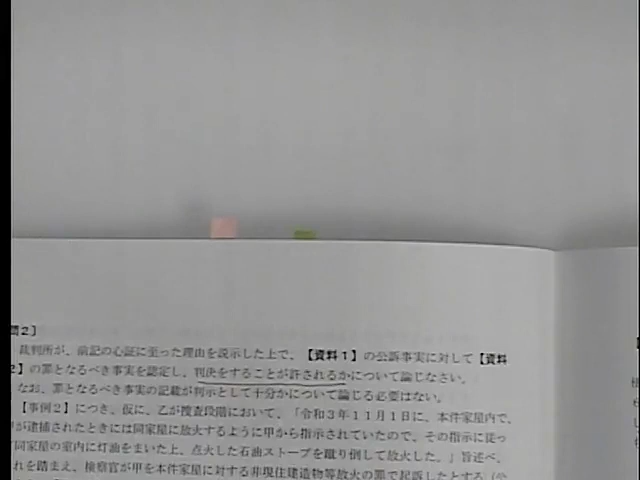 問２〕
裁判所が、前記の心証に至った理由を説示した上で、【資料１】の公訴事実に対して【資料
２】の罪となるべき事実を認定し、判決をすることが許されるかについて論じなさい。
なお、罪となるべき事実の記載が判示として十分かについて論じる必要はない。
【事例２】につき、仮に、乙が捜査段階において、「令和３年１１月１日に、本件家屋内で、
が逮捕されたときには同家屋に放火するように甲から指示されていたので、その指示に従っ
同家屋の室内に灯油をまいた上、点火した石油ストーブを蹴り倒して放火した。」旨述べ、
れを踏まえ、検察官が甲を本件家屋に対する非現住建造物等放火の罪で起訴したとする（公